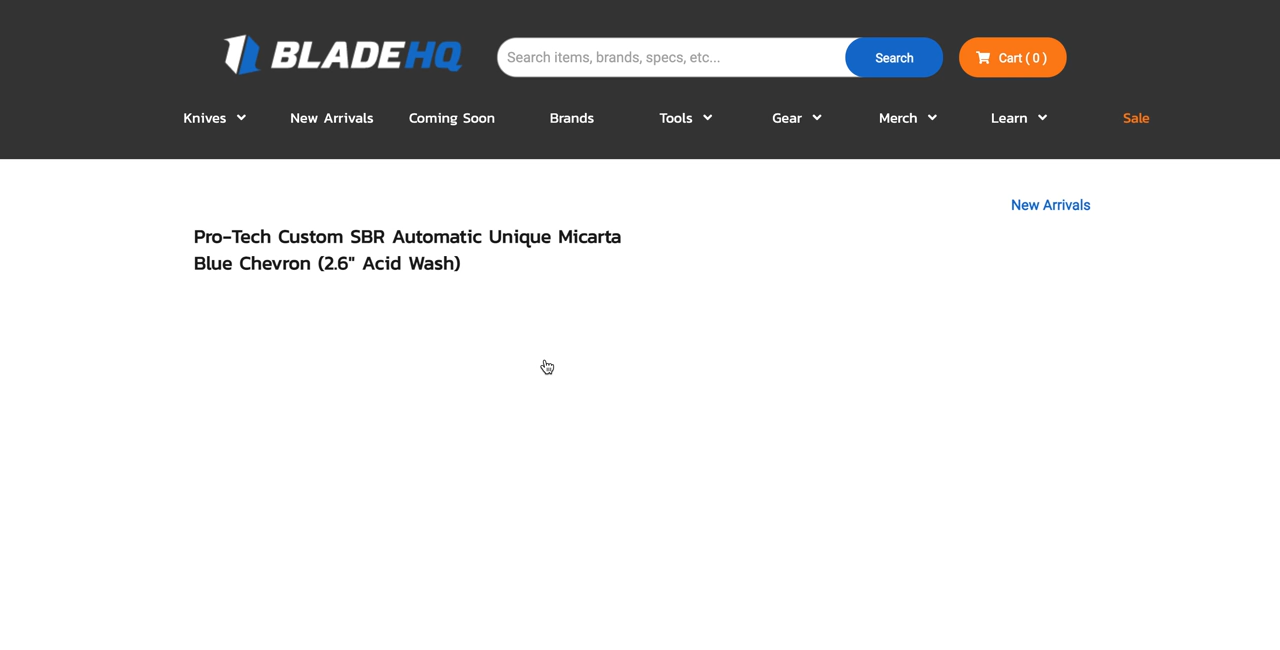 BLADEHQ
Search items, brands, specs, etc...
Search
Cart ( 0 )
Knives
New Arrivals
Coming Soon
Brands
Tools
Gear
Merch
Learn
Sale
New Arrivals
Pro-Tech Custom SBR Automatic Unique Micarta
Blue Chevron (2.6" Acid Wash)